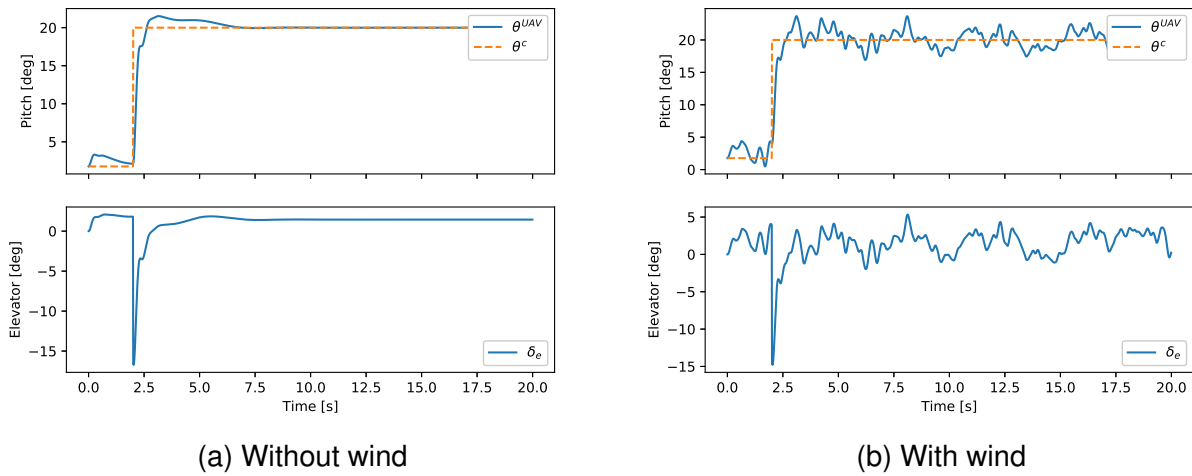 Pitch [deg]
20
15
10
5
θ^UAV
θ^c
Elevator [deg]
0
−5
−10
−15
δ_e
0.0 2.5 5.0 7.5 10.0 12.5 15.0 17.5 20.0
Time [s]
(a) Without wind
Pitch [deg]
20
15
10
5
0
θ^UAV
θ^c
Elevator [deg]
5
0
−5
−10
−15
δ_e
0.0 2.5 5.0 7.5 10.0 12.5 15.0 17.5 20.0
Time [s]
(b) With wind